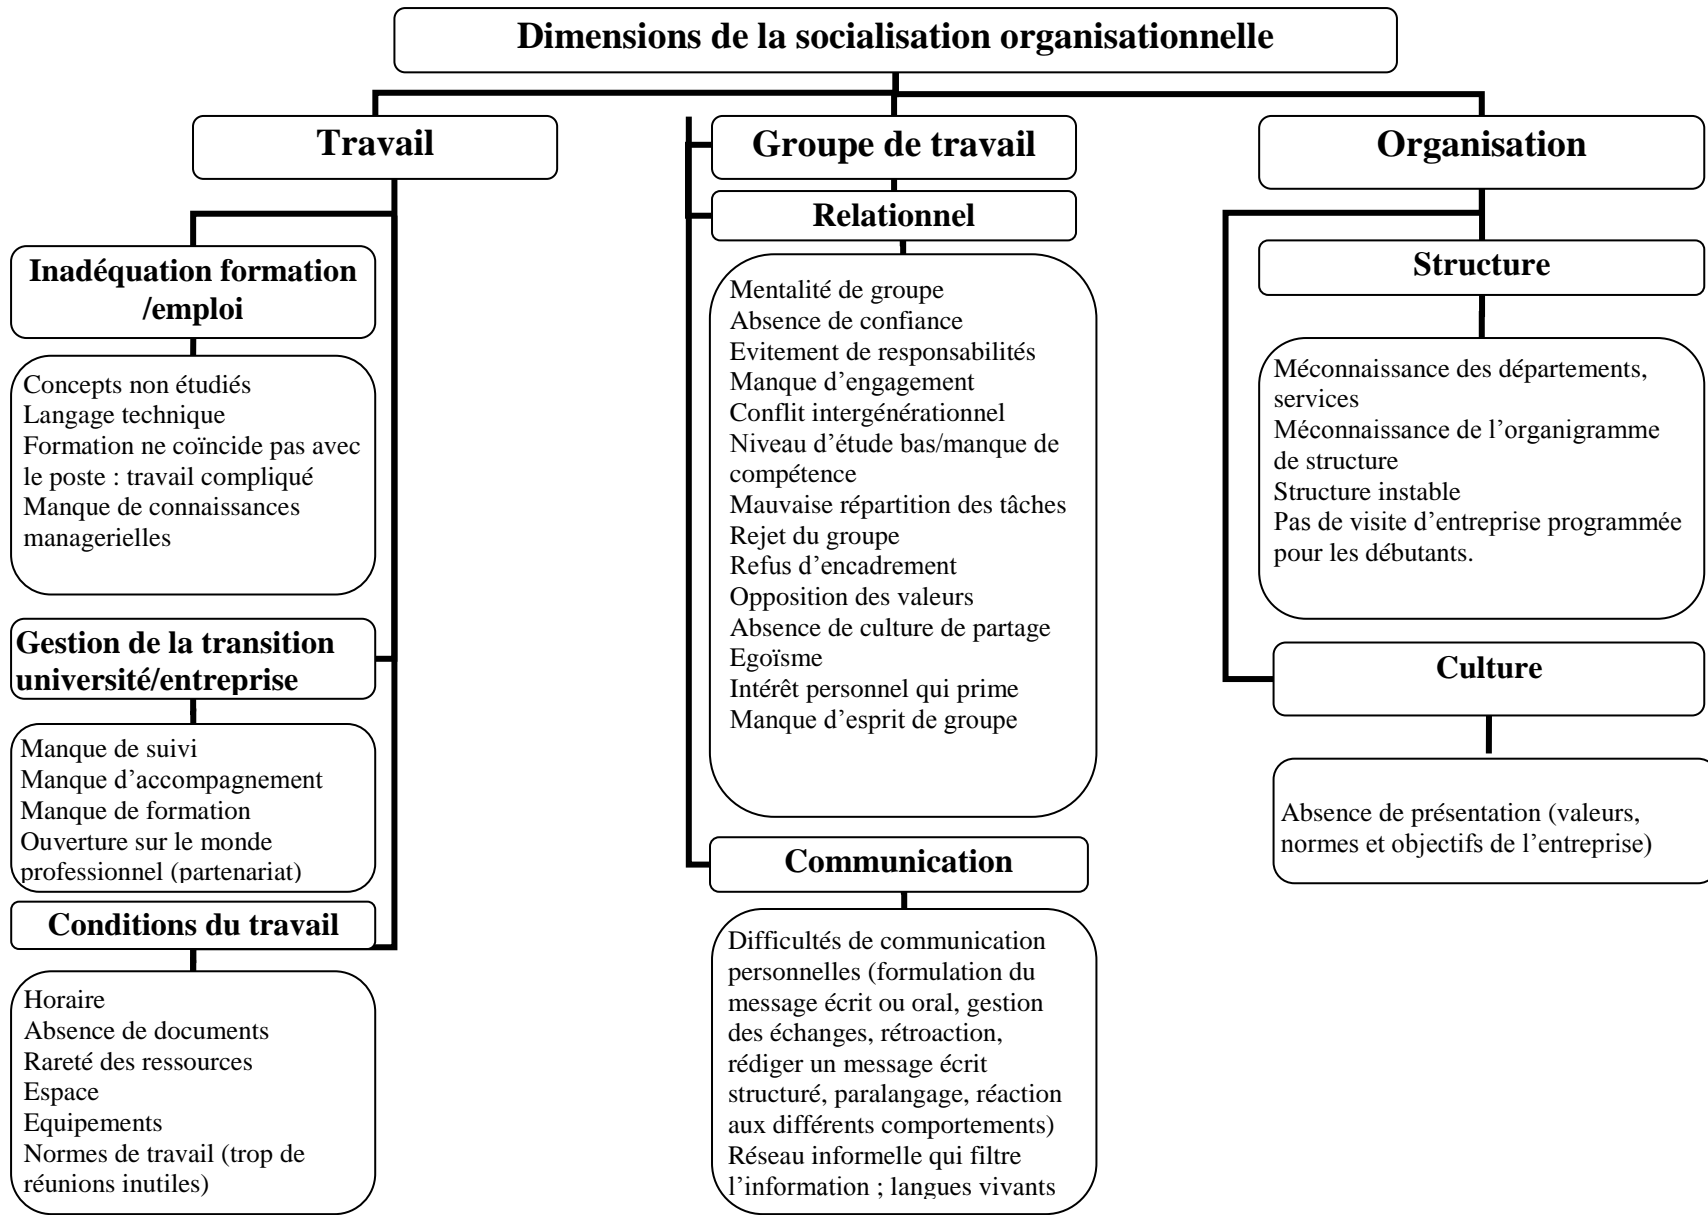 Dimensions de la socialisation organisationnelle
Travail
Inadéquation formation
/emploi
Concepts non étudiés
Langage technique
Formation ne coïncide pas avec
le poste : travail compliqué
Manque de connaissances
managerielles
Gestion de la transition
université/entreprise
Manque de suivi
Manque d’accompagnement
Manque de formation
Ouverture sur le monde
professionnel (partenariat)
Conditions du travail
Horaire
Absence de documents
Rareté des ressources
Espace
Equipements
Normes de travail (trop de
réunions inutiles)
Groupe de travail
Relationnel
Mentalité de groupe
Absence de confiance
Evitement de responsabilités
Manque d’engagement
Conflit intergénérationnel
Niveau d’étude bas/manque de
compétence
Mauvaise répartition des tâches
Rejet du groupe
Refus d’encadrement
Opposition des valeurs
Absence de culture de partage
Egoïsme
Intérêt personnel qui prime
Manque d’esprit de groupe
Communication
Difficultés de communication
personnelles (formulation du
message écrit ou oral, gestion
des échanges, rétroaction,
rédiger un message écrit
structuré, paralangage, réaction
aux différents comportements)
Réseau informelle qui filtre
l’information ; langues vivants
Organisation
Structure
Méconnaissance des départements,
services
Méconnaissance de l’organigramme
de structure
Structure instable
Pas de visite d’entreprise programmée
pour les débutants.
Culture
Absence de présentation (valeurs,
normes et objectifs de l’entreprise)